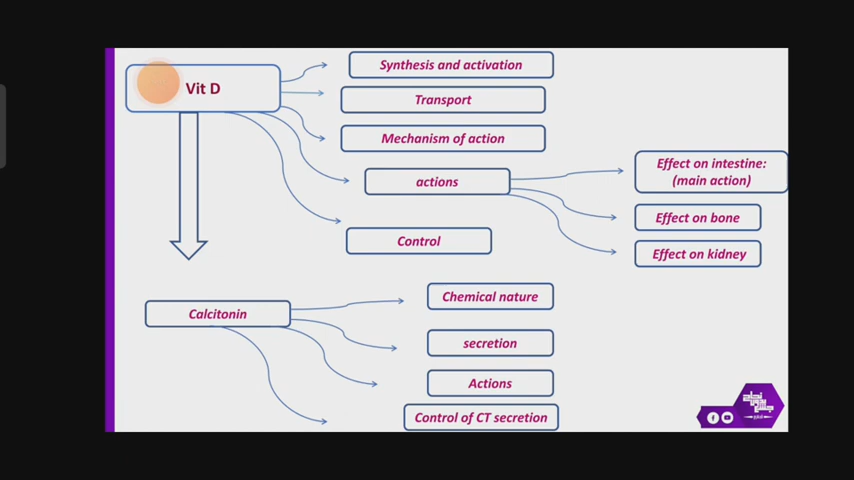 Vit D
Synthesis and activation
Transport
Mechanism of action
actions
Effect on intestine:
(main action)
Effect on bone
Effect on kidney
Control
Calcitonin
Chemical nature
secretion
Actions
Control of CT secretion